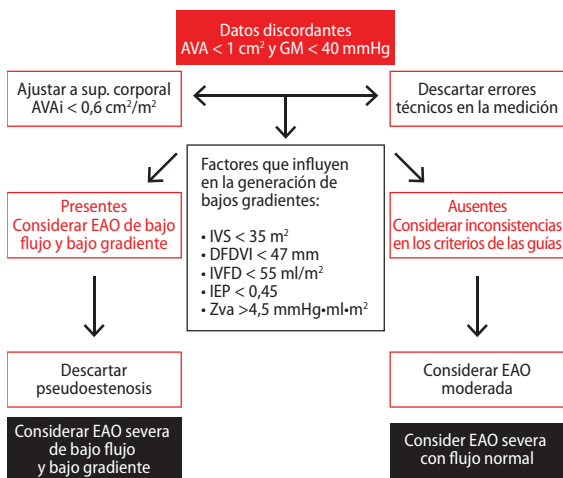 Datos discordantes
AVA < 1 cm² y GM < 40 mmHg
Ajustar a sup. corporal
AVAi < 0,6 cm²/m²
Descartar errores
técnicos en la medición
Factores que influyen
en la generación de
bajos gradientes:
• IVS < 35 m²
• DFDVI < 47 mm
• IVFD < 55 ml/m²
• IEP < 0,45
• Zva >4,5 mmHg•ml•m²
Presentes
Considerar EAO de bajo
flujo y bajo gradiente
Ausentes
Considerar inconsistencias
en los criterios de las guías
Descartar
pseudoestenosis
Considerar EAO
moderada
Considerar EAO severa
de bajo flujo
y bajo gradiente
Consider EAO severa
con flujo normal